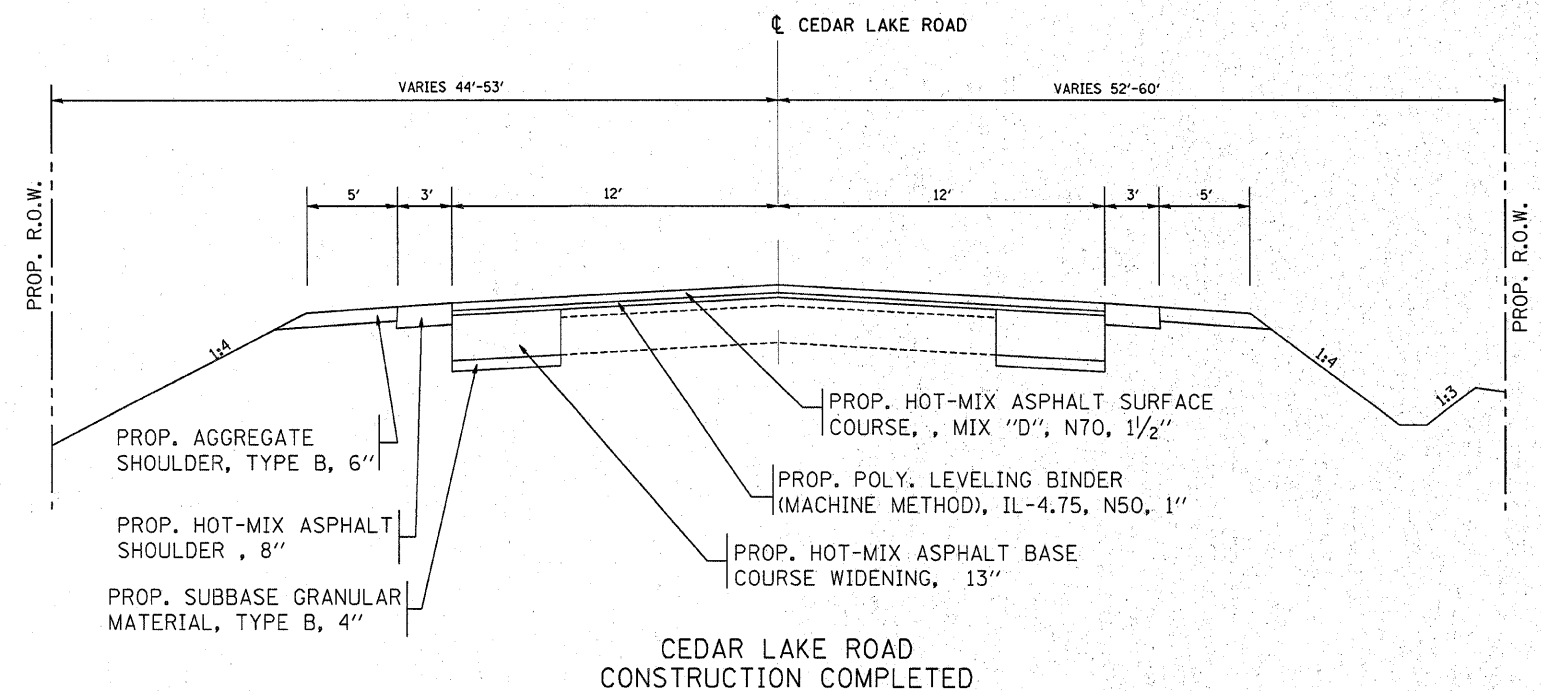 ℄ CEDAR LAKE ROAD
VARIES 44'-53'
VARIES 52'-60'
PROP. R.O.W.
PROP. R.O.W.
5'
3'
12'
12'
3'
5'
1:4
1:4
1:3
PROP. AGGREGATE
SHOULDER, TYPE B, 6"
PROP. HOT-MIX ASPHALT
SHOULDER , 8"
PROP. SUBBASE GRANULAR
MATERIAL, TYPE B, 4"
PROP. HOT-MIX ASPHALT SURFACE
COURSE, , MIX "D", N70, 1½"
PROP. POLY. LEVELING BINDER
(MACHINE METHOD), IL-4.75, N50, 1"
PROP. HOT-MIX ASPHALT BASE
COURSE WIDENING, 13"
CEDAR LAKE ROAD
CONSTRUCTION COMPLETED